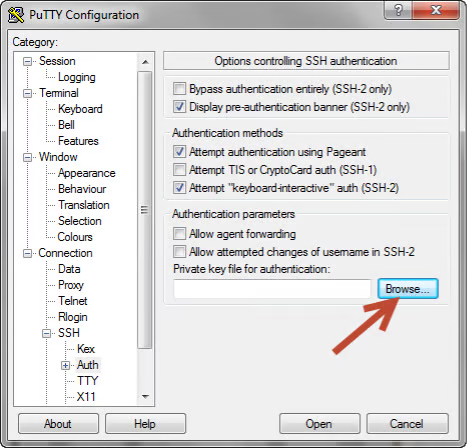 PuTTY Configuration
?
Category:
Session
Logging
Terminal
Keyboard
Bell
Features
Window
Appearance
Behaviour
Translation
Selection
Colours
Connection
Data
Proxy
Telnet
Rlogin
SSH
Kex
Auth
TTY
X11
Options controlling SSH authentication
Bypass authentication entirely (SSH-2 only)
Display pre-authentication banner (SSH-2 only)
Authentication methods
Attempt authentication using Pageant
Attempt TIS or CryptoCard auth (SSH-1)
Attempt "keyboard-interactive" auth (SSH-2)
Authentication parameters
Allow agent forwarding
Allow attempted changes of username in SSH-2
Private key file for authentication:
Browse...
About
Help
Open
Cancel